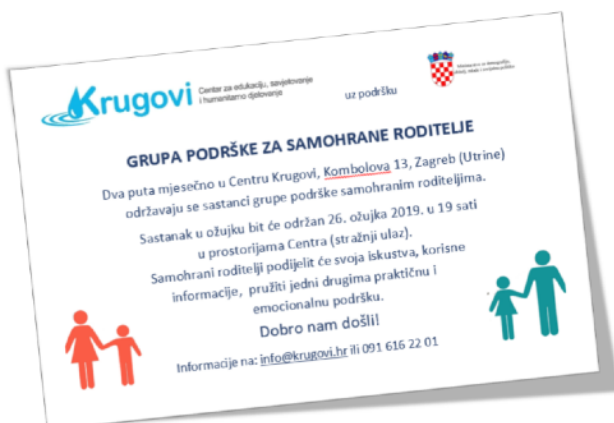 Krugovi
Centar za edukaciju, savjetovanje
i humanitarno djelovanje
uz podršku
GRUPA PODRŠKE ZA SAMOHRANE RODITELJE
Dva puta mjesečno u Centru Krugovi, Kombolova 13, Zagreb (Utrine)
održavaju se sastanci grupe podrške samohranim roditeljima.
Sastanak u ožujku bit će održan 26. ožujka 2019. u 19 sati
u prostorijama Centra (stražnji ulaz).
Samohrani roditelji podijelit će svoja iskustva, korisne
informacije, pružiti jedni drugima praktičnu i
emocionalnu podršku.
Dobro nam došli!
Informacije na: info@krugovi.hr ili 091 616 22 01